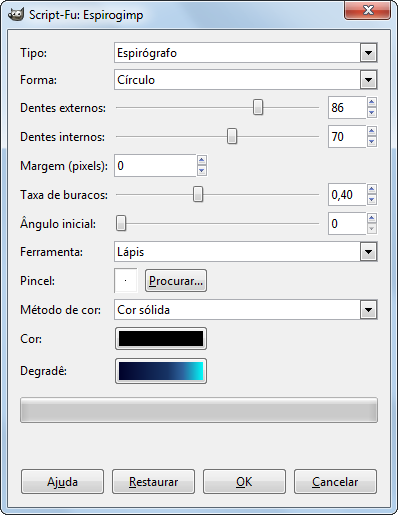 Script-Fu: Espirogimp
Tipo: Espirógrafo
Forma: Círculo
Dentes externos: 86
Dentes internos: 70
Margem (pixels): 0
Taxa de buracos: 0,40
Ângulo inicial: 0
Ferramenta: Lápis
Pincel: Procurar...
Método de cor: Cor sólida
Cor:
Degradê:
Ajuda Restaurar OK Cancelar